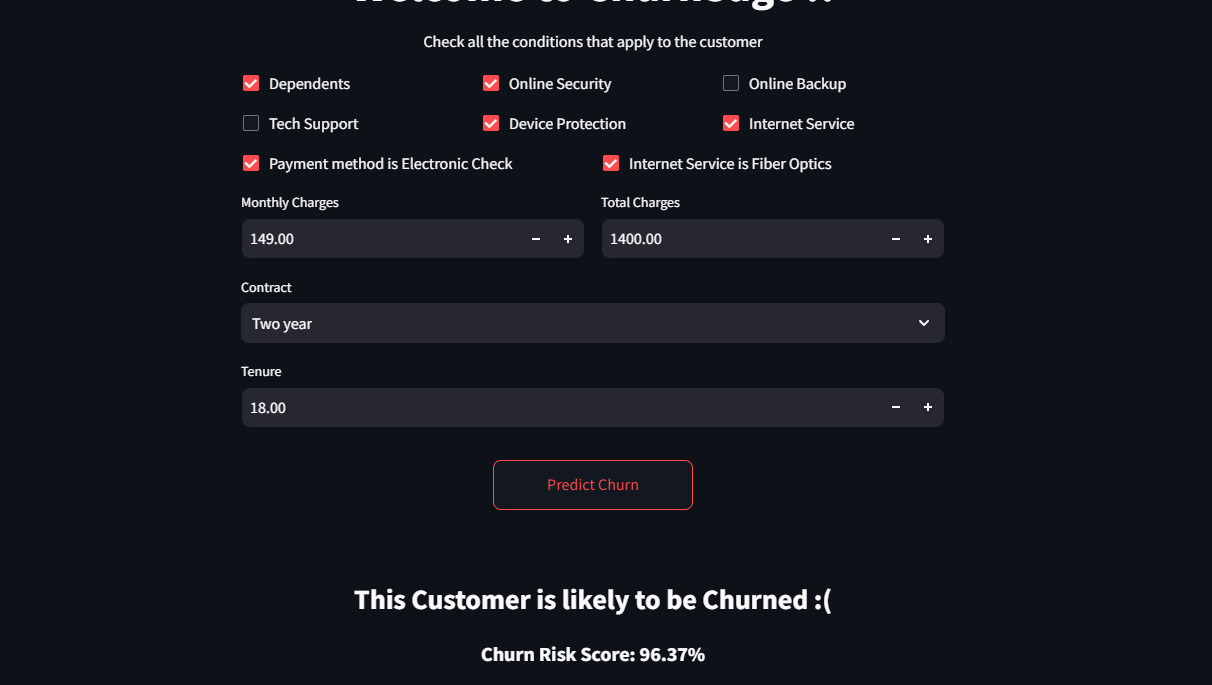 Welcome to
Check all the conditions that apply to the customer
Dependents Online Security Online Backup
Tech Support Device Protection Internet Service
Payment method is Electronic Check Internet Service is Fiber Optics
Monthly Charges Total Charges
149.00 − + 1400.00 − +
Contract
Two year
Tenure
18.00 − +
Predict Churn
This Customer is likely to be Churned :(
Churn Risk Score: 96.37%